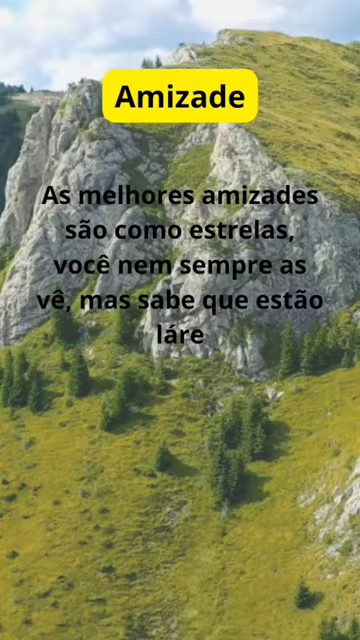 Amizade
As melhores amizades
são como estrelas,
você nem sempre as
vê, mas sabe que estão
láre